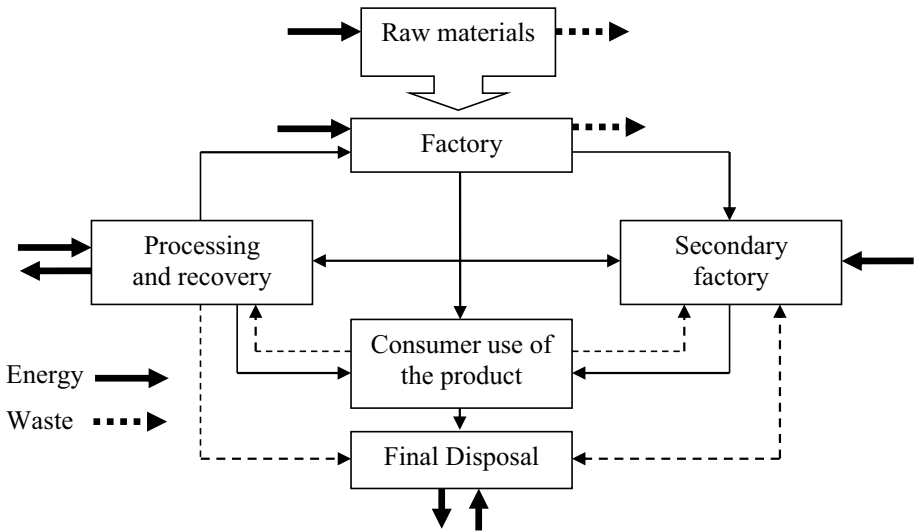 Raw materials
Factory
Processing
and recovery
Secondary
factory
Consumer use of
the product
Energy
Waste
Final Disposal